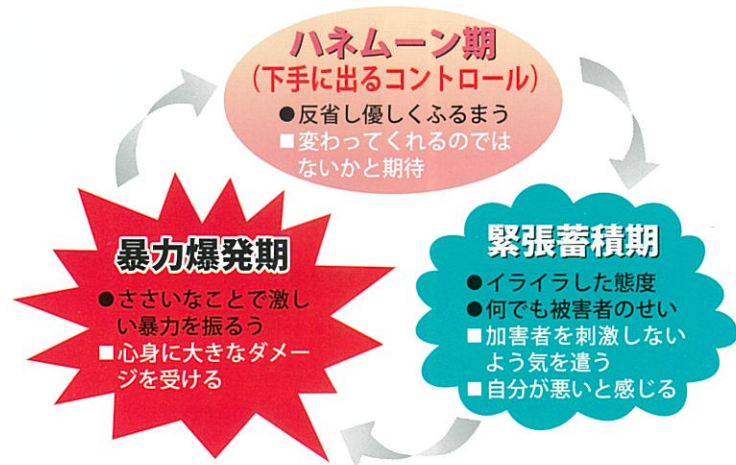 ハネムーン期
（下手に出るコントロール）
●反省し優しくふるまう
■変わってくれるのでは
ないかと期待
緊張蓄積期
●イライラした態度
●何でも被害者のせい
■加害者を刺激しない
よう気を遣う
■自分が悪いと感じる
暴力爆発期
●ささいなことで激し
い暴力を振るう
■心身に大きなダメー
ジを受ける